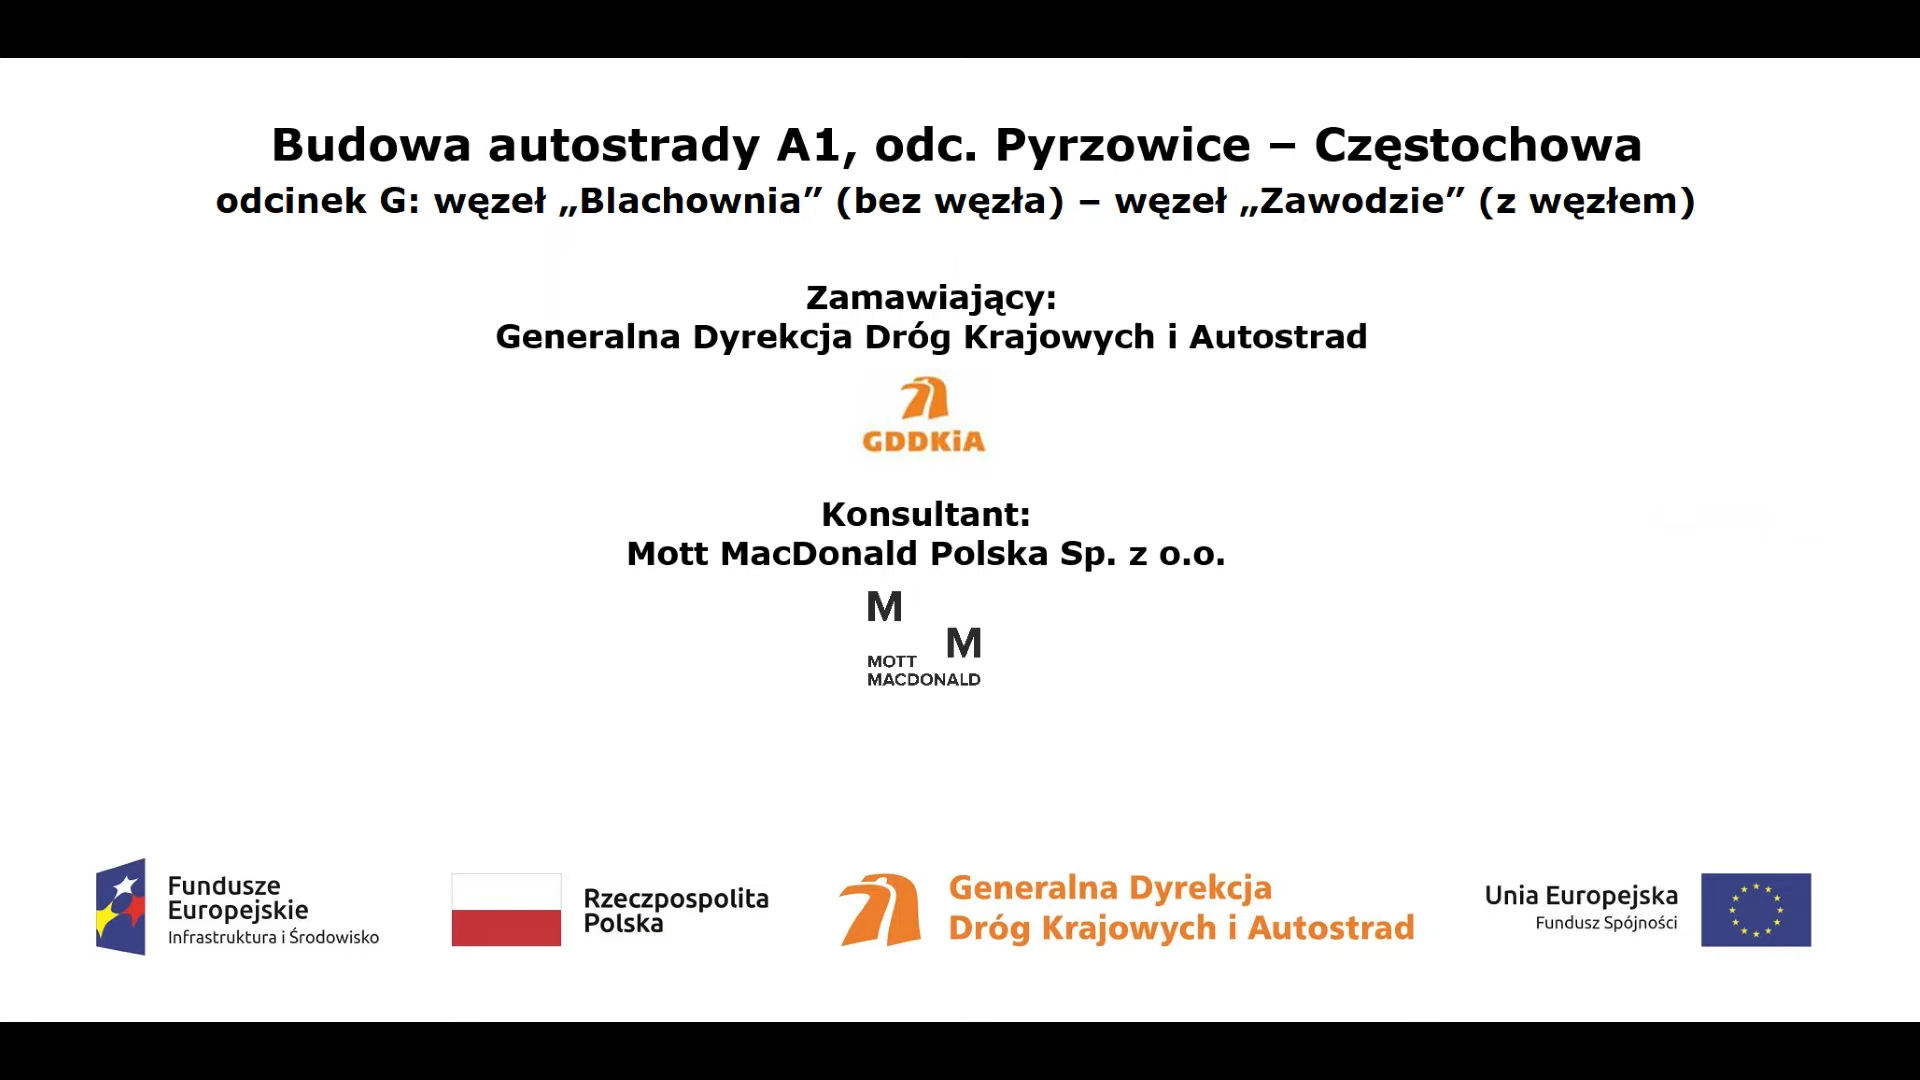 Budowa autostrady A1, odc. Pyrzowice – Częstochowa
odcinek G: węzeł „Blachownia” (bez węzła) – węzeł „Zawodzie” (z węzłem)
Zamawiający:
Generalna Dyrekcja Dróg Krajowych i Autostrad
GDDKiA
Konsultant:
Mott MacDonald Polska Sp. z o.o.
M
M
MOTT
MACDONALD
Fundusze
Europejskie
Infrastruktura i Środowisko
Rzeczpospolita
Polska
Generalna Dyrekcja
Dróg Krajowych i Autostrad
Unia Europejska
Fundusz Spójności